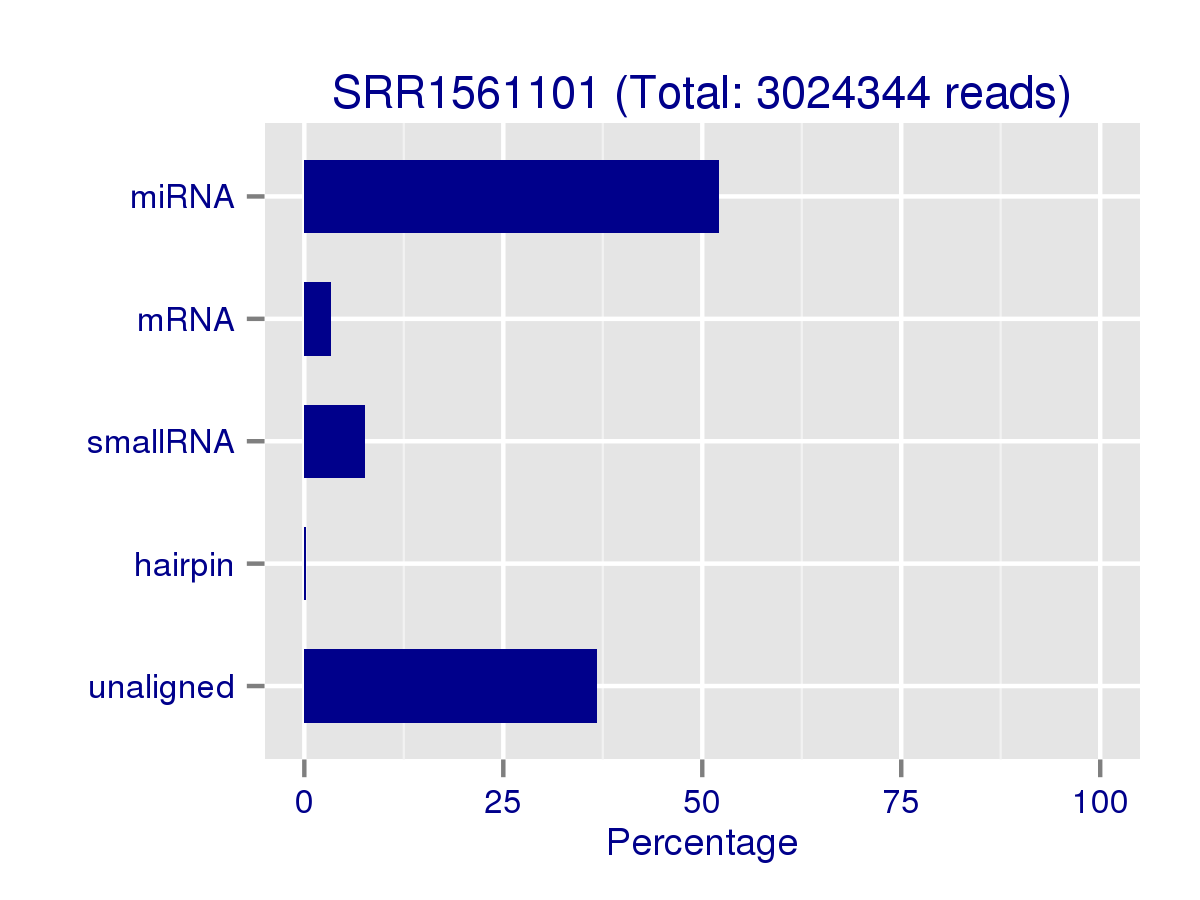 SRR1561101 (Total: 3024344 reads)
miRNA
mRNA
smallRNA
hairpin
unaligned
0 25 50 75 100
Percentage